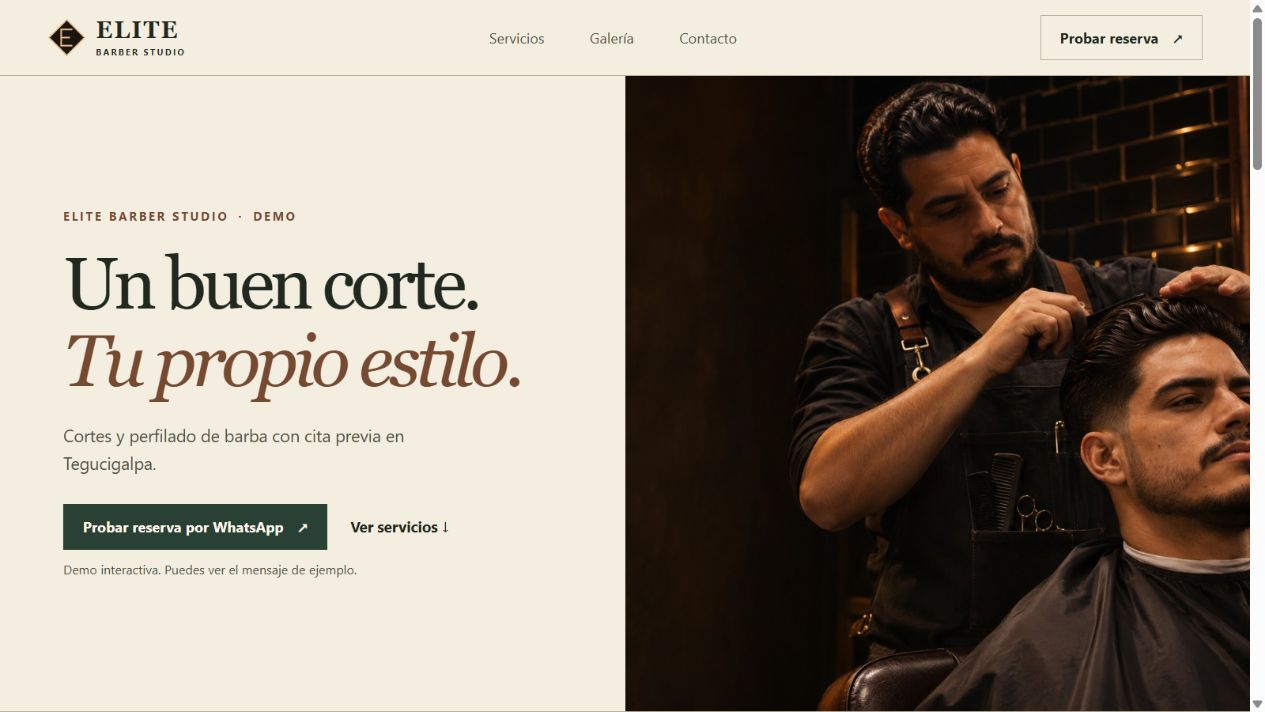 E
ELITE
BARBER STUDIO
Servicios
Galería
Contacto
Probar reserva ↗
ELITE BARBER STUDIO · DEMO
Un buen corte.
Tu propio estilo.
Cortes y perfilado de barba con cita previa en
Tegucigalpa.
Probar reserva por WhatsApp ↗
Ver servicios ↓
Demo interactiva. Puedes ver el mensaje de ejemplo.